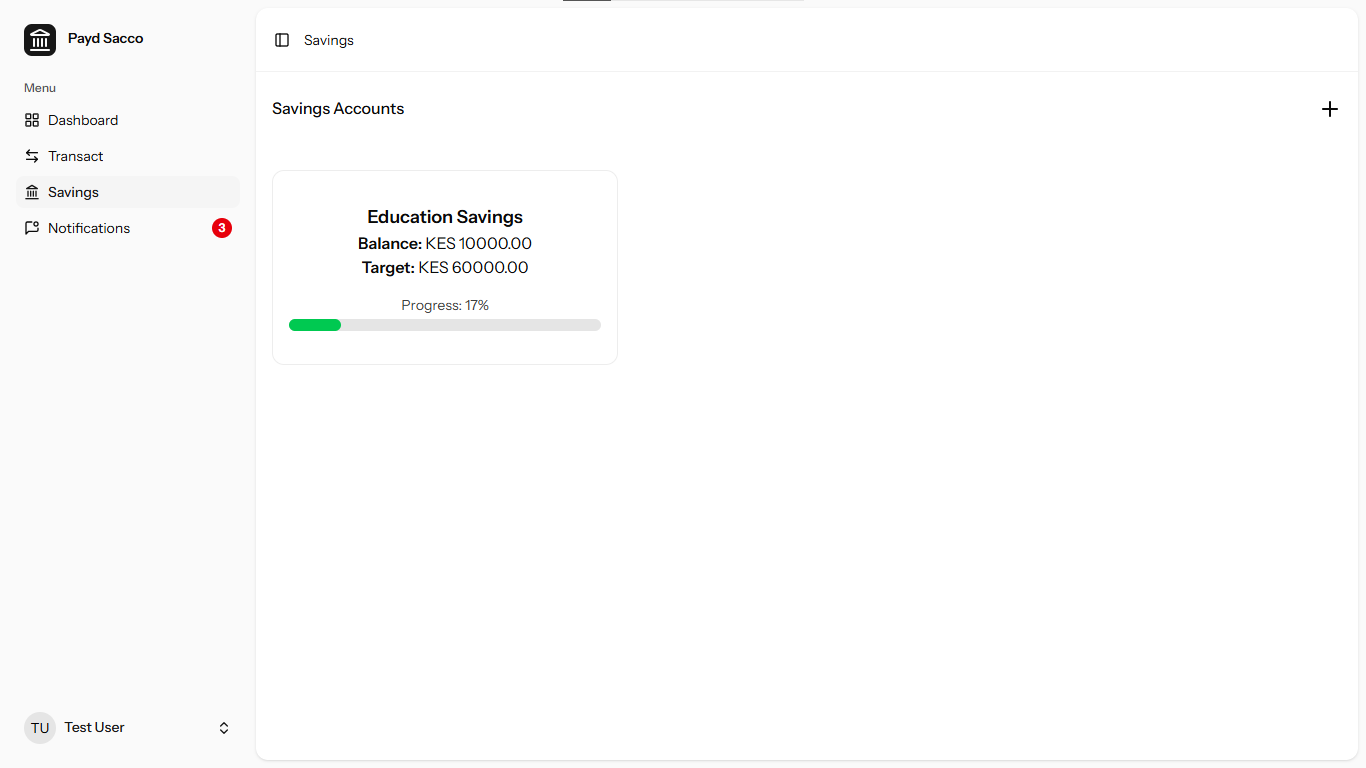 Payd Sacco
Menu
Dashboard
Transact
Savings
Notifications 3
TU Test User
Savings
Savings Accounts
Education Savings
Balance: KES 10000.00
Target: KES 60000.00
Progress: 17%